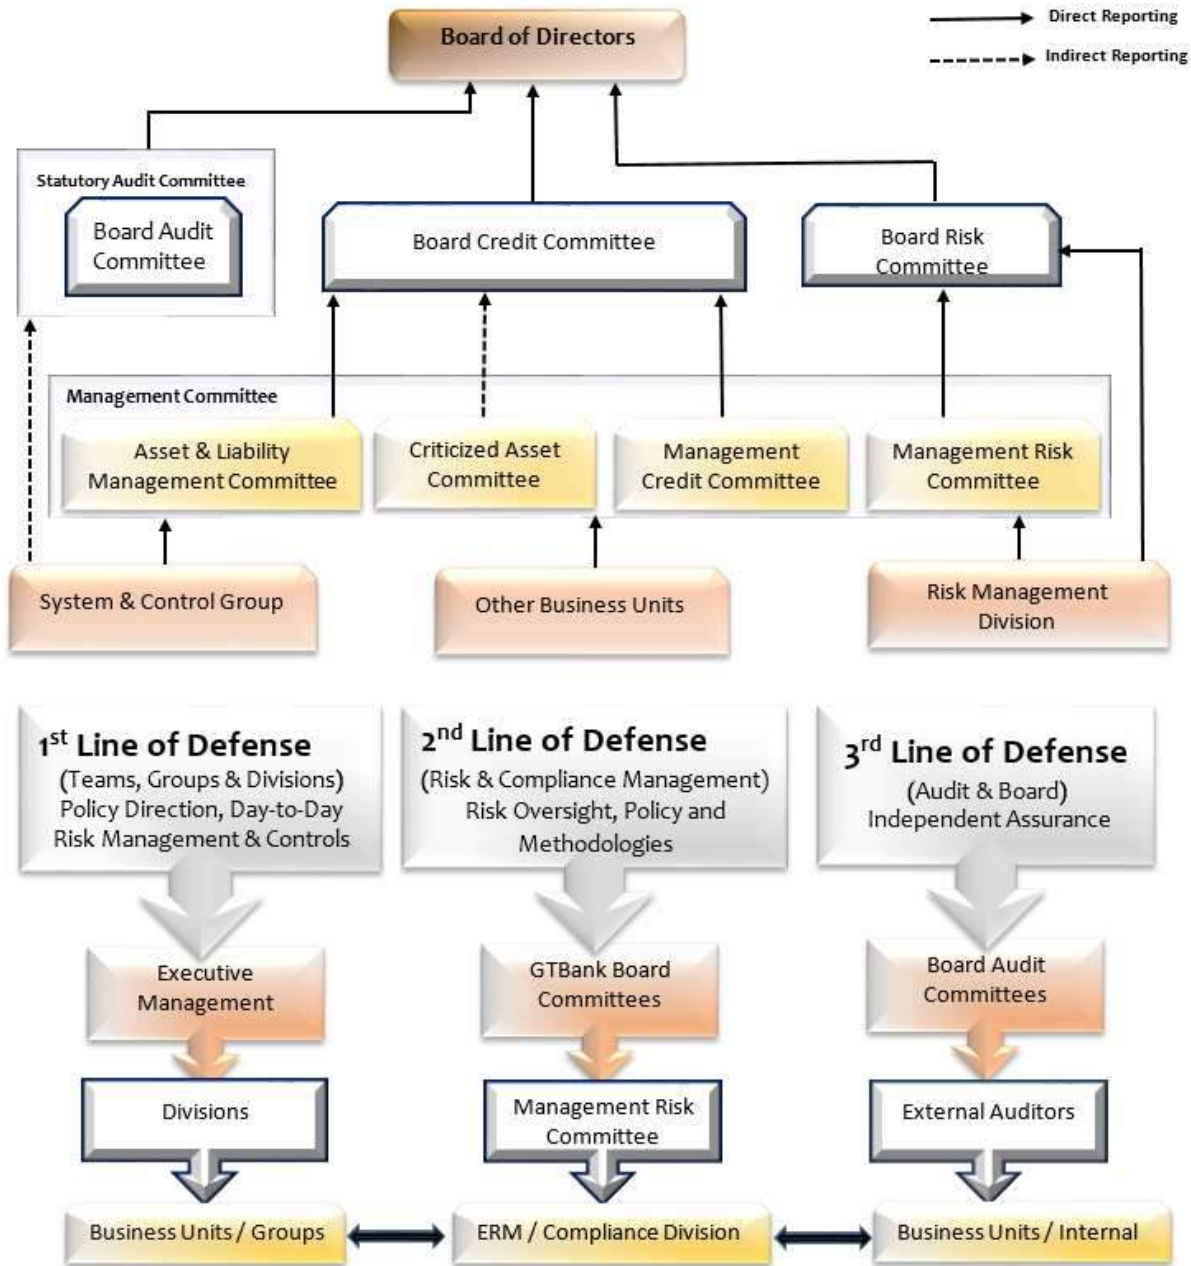 Board of Directors
Direct Reporting
Indirect Reporting
Statutory Audit Committee
Board Audit
Committee
Board Credit Committee
Board Risk
Committee
Management Committee
Asset & Liability
Management Committee
Criticized Asset
Committee
Management
Credit Committee
Management Risk
Committee
System & Control Group
Other Business Units
Risk Management
Division
1st Line of Defense
(Teams, Groups & Divisions)
Policy Direction, Day-to-Day
Risk Management & Controls
2nd Line of Defense
(Risk & Compliance Management)
Risk Oversight, Policy and
Methodologies
3rd Line of Defense
(Audit & Board)
Independent Assurance
Executive
Management
GTBank Board
Committees
Board Audit
Committees
Divisions
Management Risk
Committee
External Auditors
Business Units / Groups
ERM / Compliance Division
Business Units / Internal